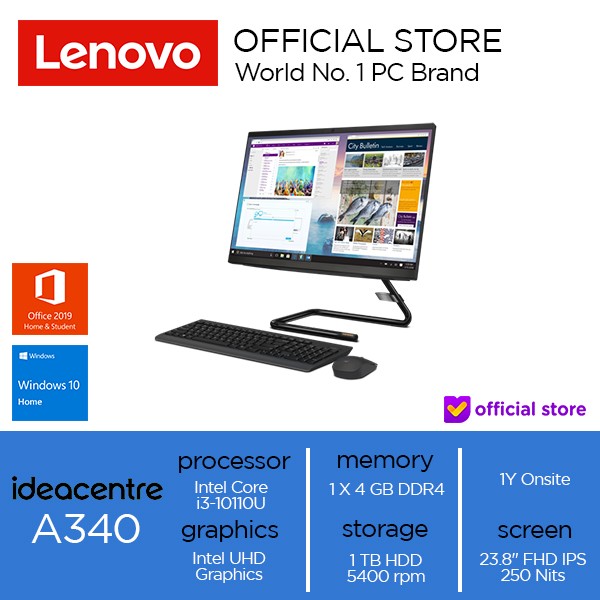 Lenovo
OFFICIAL STORE
World No. 1 PC Brand
City Bulletin
Office 2019
Home & Student
Windows
Windows 10
Home
official store
ideacentre
A340
processor
Intel Core
i3-10110U
graphics
Intel UHD
Graphics
memory
1 X 4 GB DDR4
storage
1 TB HDD
5400 rpm
1Y Onsite
screen
23.8" FHD IPS
250 Nits